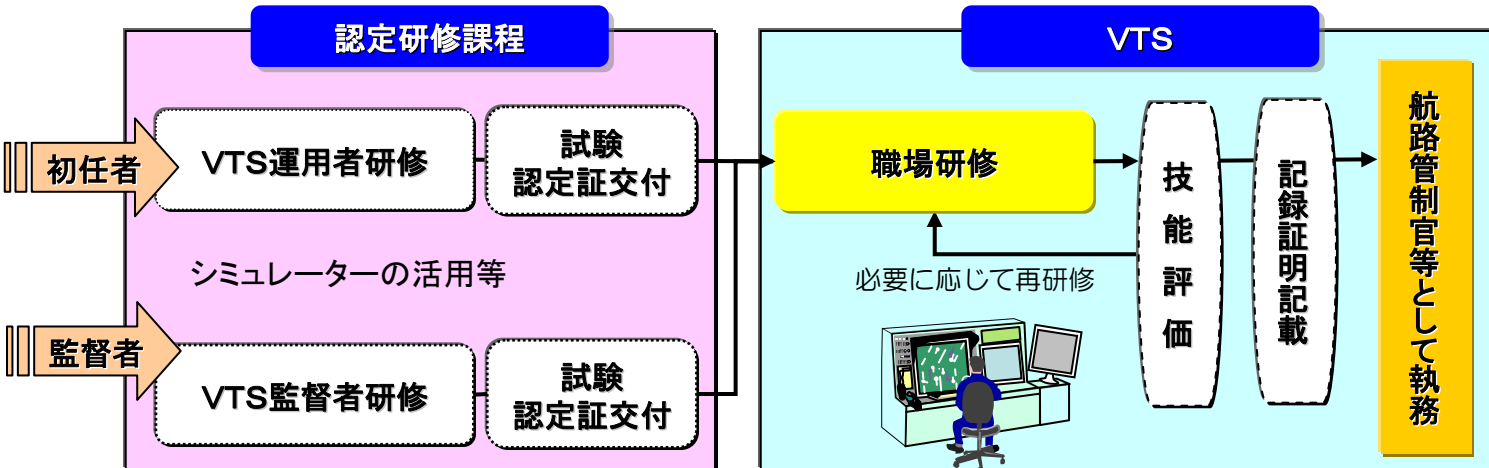 認定研修課程
初任者
VTS運用者研修
試験
認定証交付
シミュレーターの活用等
監督者
VTS監督者研修
試験
認定証交付
VTS
職場研修
必要に応じて再研修
技能評価
記録証明記載
航路管制官等として執務